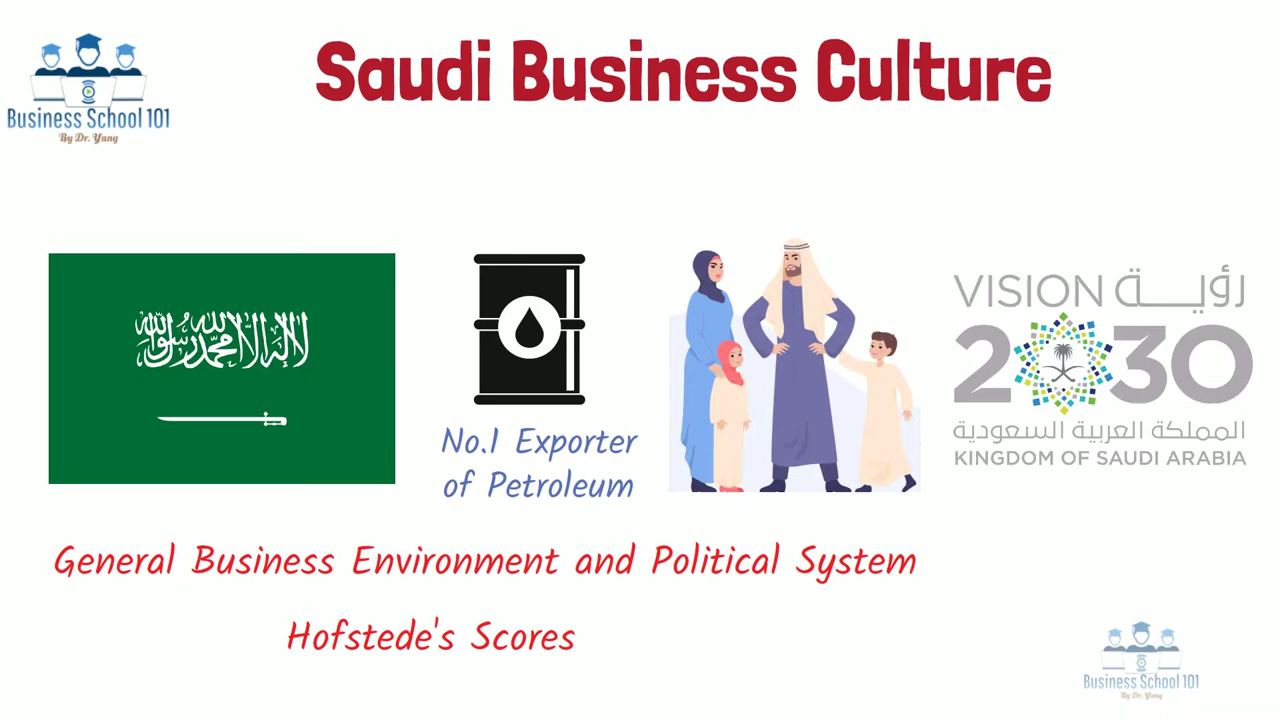 Saudi Business Culture
Business School 101
By Dr. Yang
لا إله إلا الله محمد رسول الله
No.1 Exporter
of Petroleum
VISION رؤيــة
2030
المملكة العربية السعودية
KINGDOM OF SAUDI ARABIA
General Business Environment and Political System
Hofstede's Scores
Business School 101
By Dr. Yang